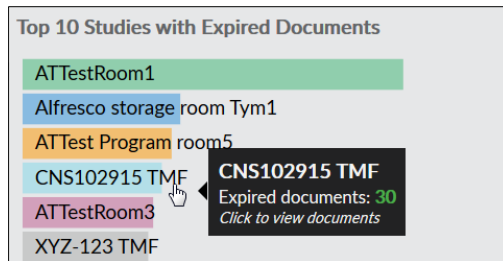 Top 10 Studies with Expired Documents
ATTestRoom1
Alfresco storage room Tym1
ATTest Program room5
CNS102915 TMF
CNS102915 TMF
Expired documents: 30
Click to view documents
ATTestRoom3
XYZ-123 TMF